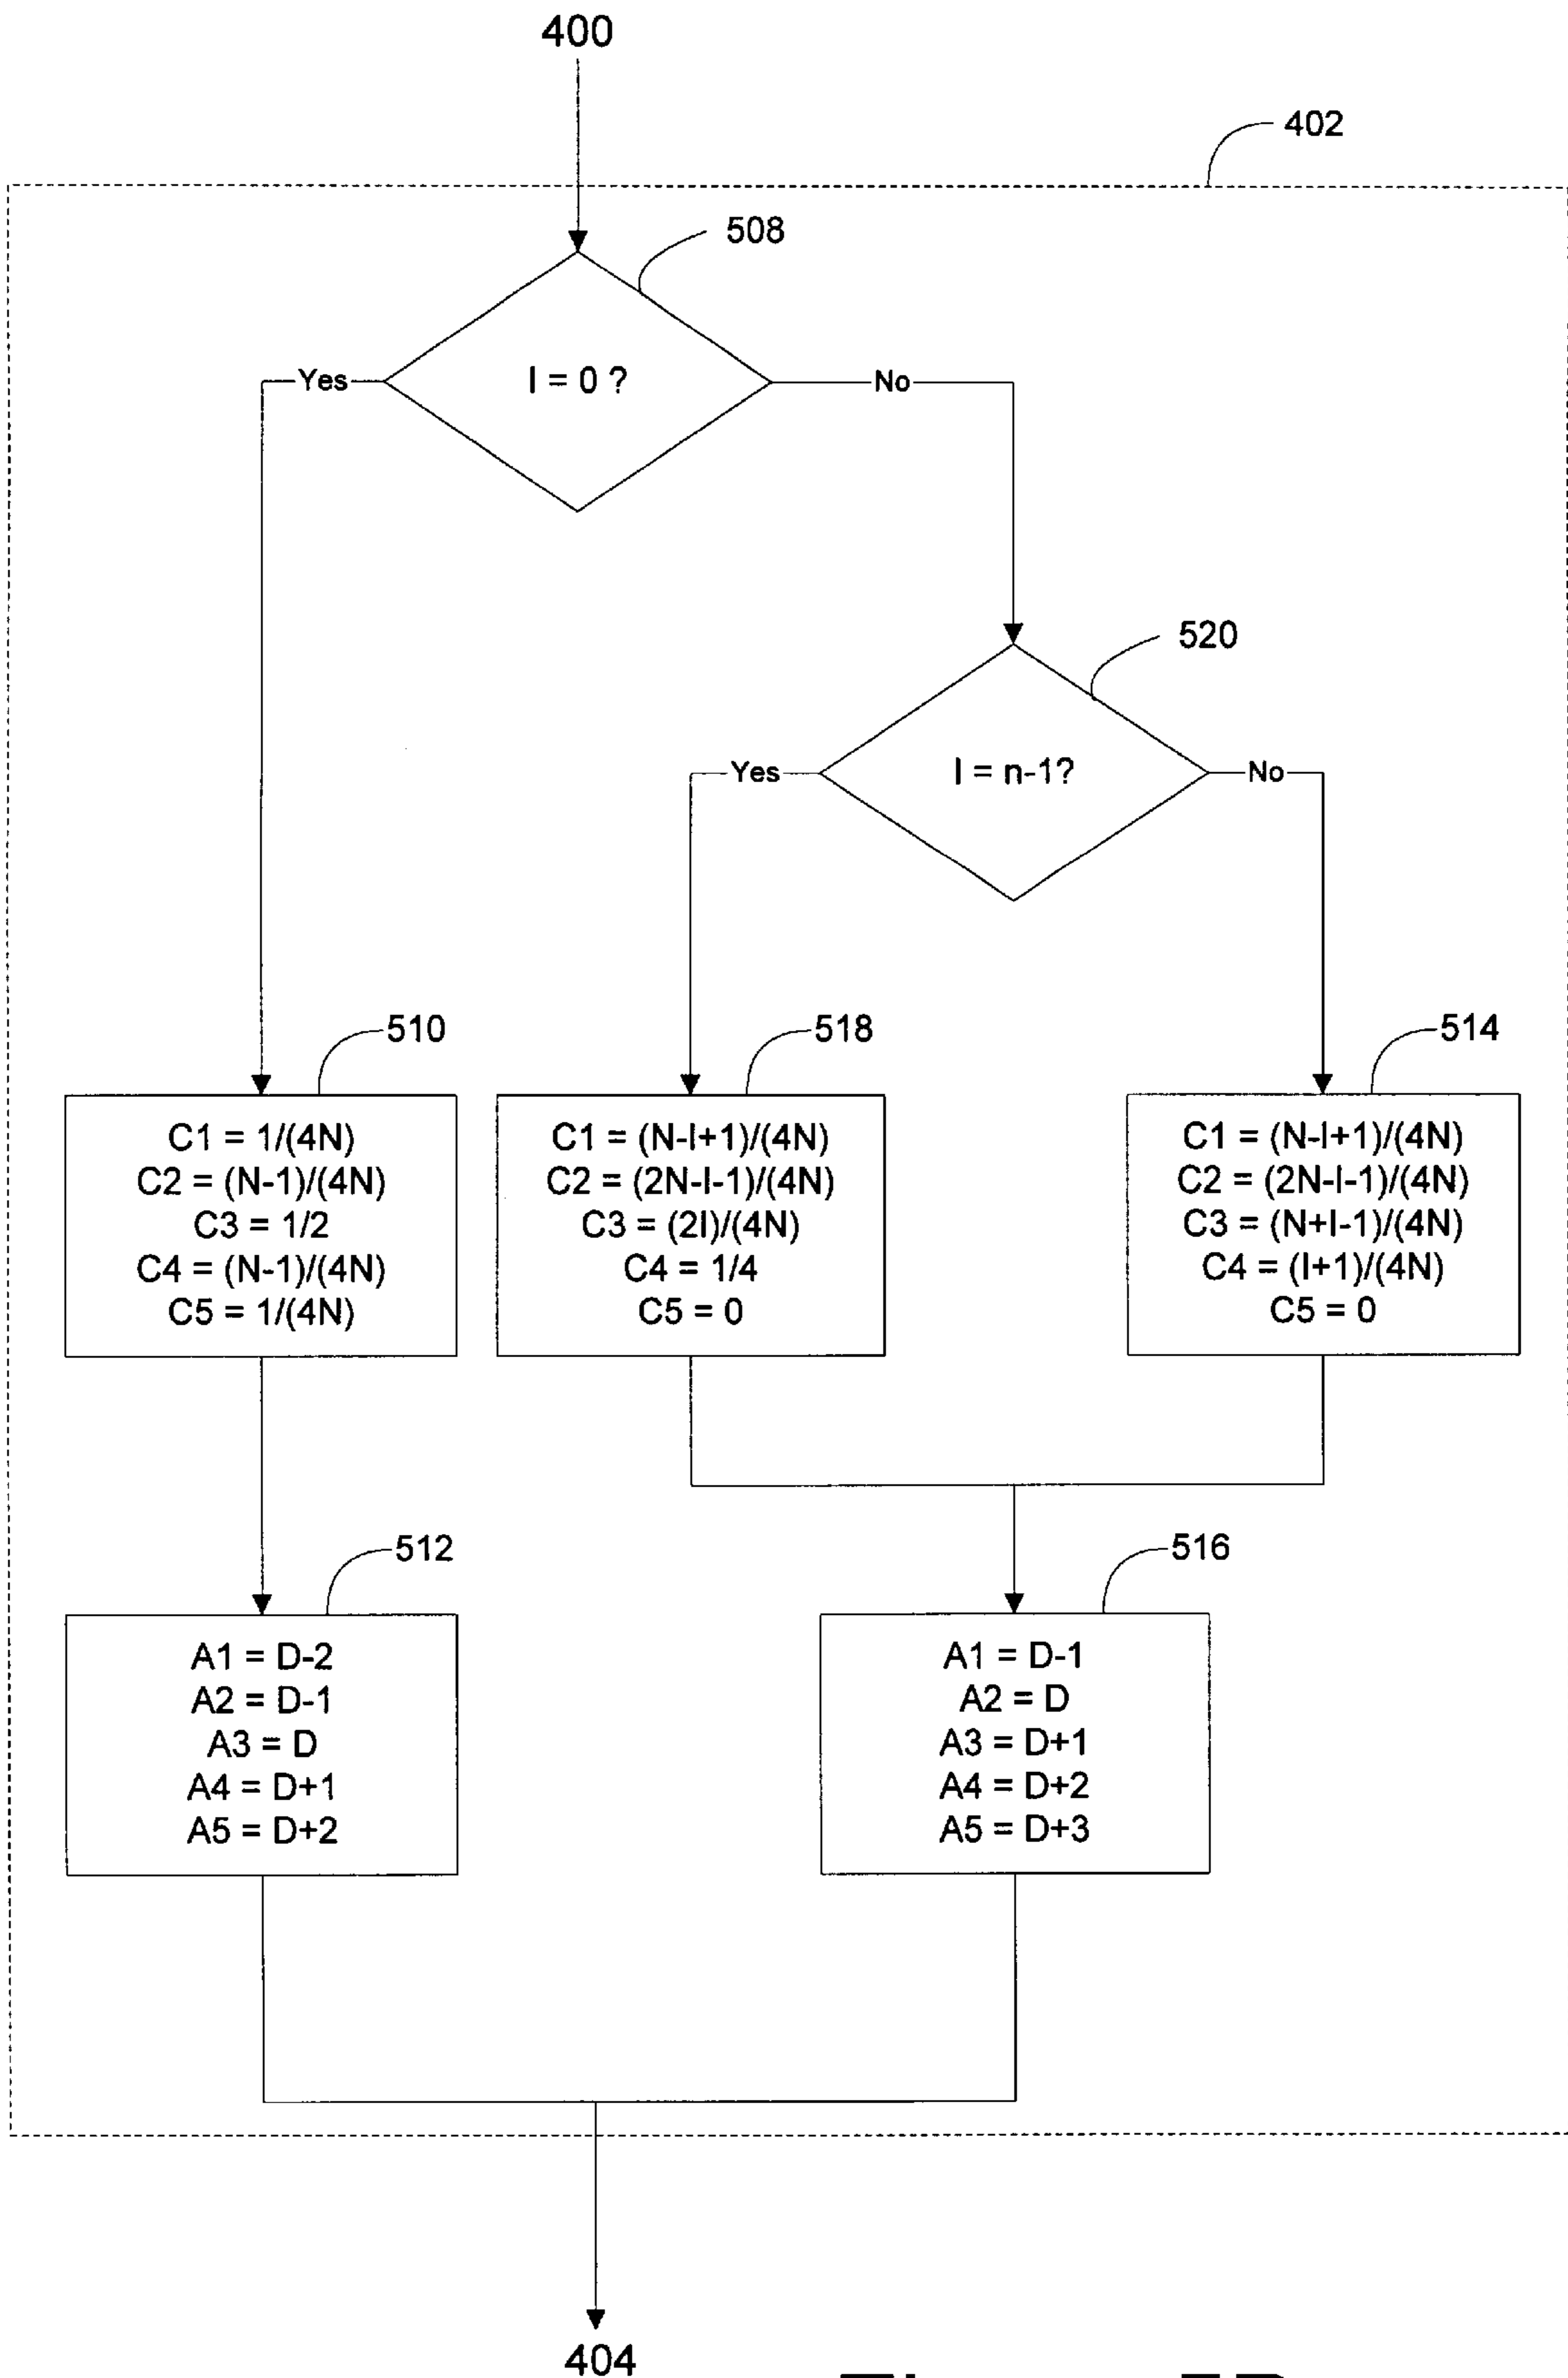 400
402
508
I = 0 ?
Yes
No
520
I = n-1?
Yes
No
510
C1 = 1/(4N)
C2 = (N-1)/(4N)
C3 = 1/2
C4 = (N-1)/(4N)
C5 = 1/(4N)
518
C1 = (N-I+1)/(4N)
C2 = (2N-I-1)/(4N)
C3 = (2I)/(4N)
C4 = 1/4
C5 = 0
514
C1 = (N-I+1)/(4N)
C2 = (2N-I-1)/(4N)
C3 = (N+I-1)/(4N)
C4 = (I+1)/(4N)
C5 = 0
512
A1 = D-2
A2 = D-1
A3 = D
A4 = D+1
A5 = D+2
516
A1 = D-1
A2 = D
A3 = D+1
A4 = D+2
A5 = D+3
404